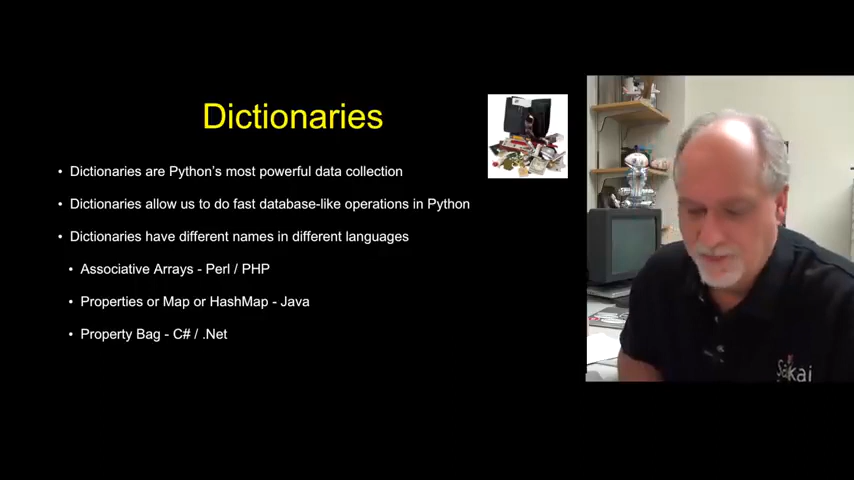 Dictionaries
• Dictionaries are Python's most powerful data collection
• Dictionaries allow us to do fast database-like operations in Python
• Dictionaries have different names in different languages
• Associative Arrays - Perl / PHP
• Properties or Map or HashMap - Java
• Property Bag - C# / .Net
Sakai